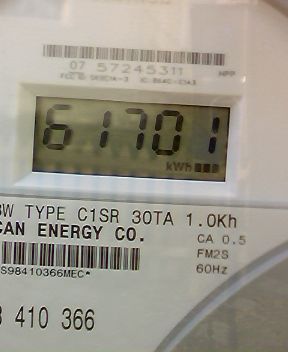 07 57245311
61701
kWh
TYPE C1SR 30TA 1.0Kh
CAN ENERGY CO.
CA 0.5
FM2S
60Hz
S98410366MEC*
410 366